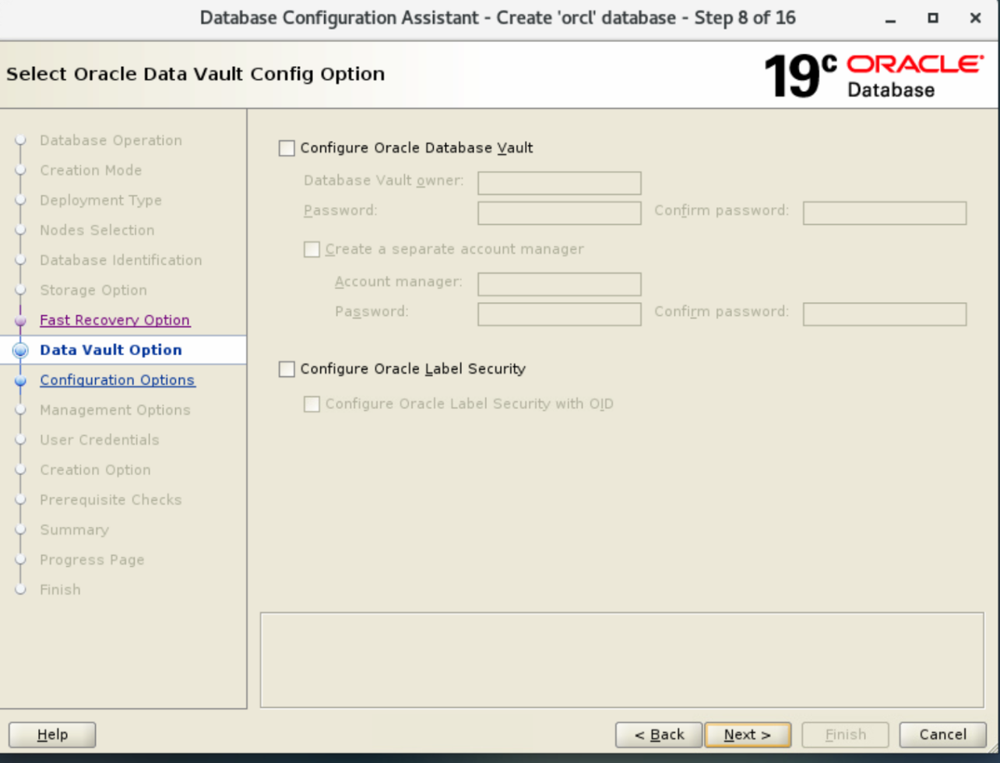 Database Configuration Assistant - Create 'orcl' database - Step 8 of 16
Select Oracle Data Vault Config Option
19c ORACLE Database
Database Operation
Creation Mode
Deployment Type
Nodes Selection
Database Identification
Storage Option
Fast Recovery Option
Data Vault Option
Configuration Options
Management Options
User Credentials
Creation Option
Prerequisite Checks
Summary
Progress Page
Finish
Configure Oracle Database Vault
Database Vault owner:
Password: Confirm password:
Create a separate account manager
Account manager:
Password: Confirm password:
Configure Oracle Label Security
Configure Oracle Label Security with OID
Help < Back Next > Finish Cancel